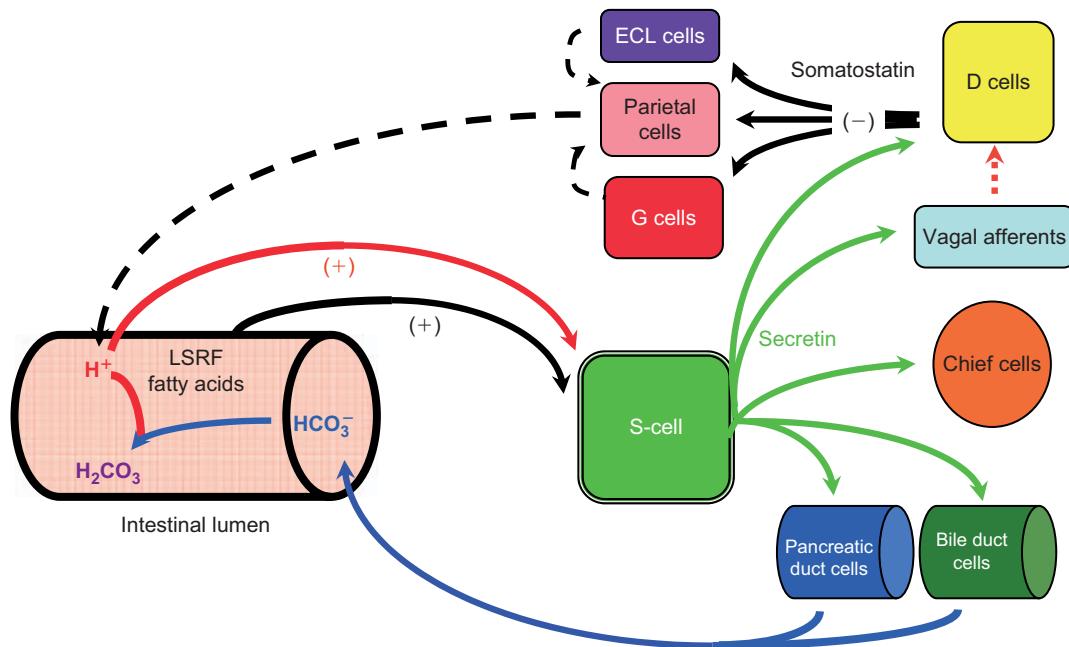 ECL cells
Somatostatin
D cells
Parietal
cells
(−)
G cells
Vagal afferents
(+)
(+)
LSRF
fatty acids
H⁺
Secretin
Chief cells
S-cell
HCO₃⁻
H₂CO₃
Intestinal lumen
Pancreatic
duct cells
Bile duct
cells